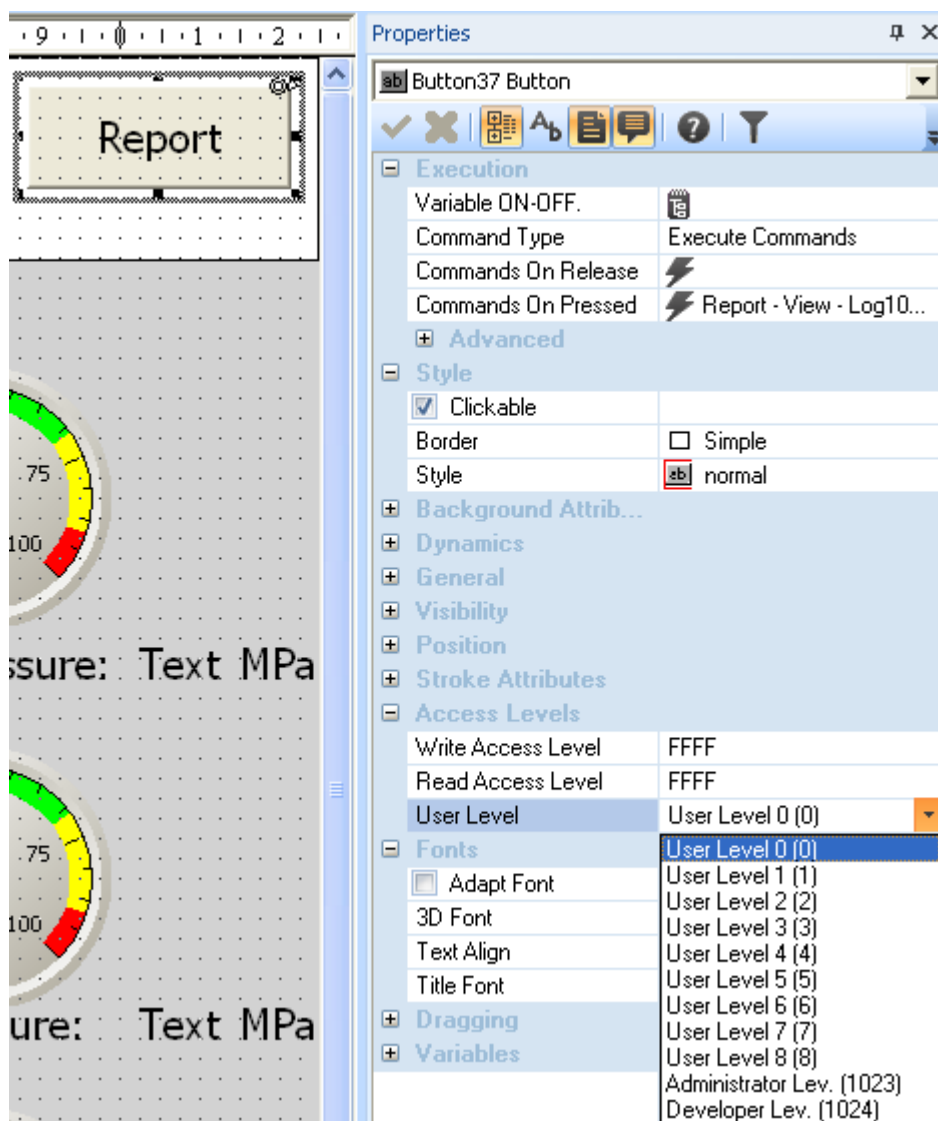 9 0 1 2
Report
75
100
ssure: Text MPa
75
100
ure: Text MPa
Properties
ab Button37 Button
Execution
Variable ON-OFF.
Command Type Execute Commands
Commands On Release
Commands On Pressed Report - View - Log10...
Advanced
Style
Clickable
Border Simple
Style ab normal
Background Attrib...
Dynamics
General
Visibility
Position
Stroke Attributes
Access Levels
Write Access Level FFFF
Read Access Level FFFF
User Level User Level 0 (0)
Fonts
Adapt Font
3D Font
Text Align
Title Font
Dragging
Variables
User Level 0 (0)
User Level 1 (1)
User Level 2 (2)
User Level 3 (3)
User Level 4 (4)
User Level 5 (5)
User Level 6 (6)
User Level 7 (7)
User Level 8 (8)
Administrator Lev. (1023)
Developer Lev. (1024)